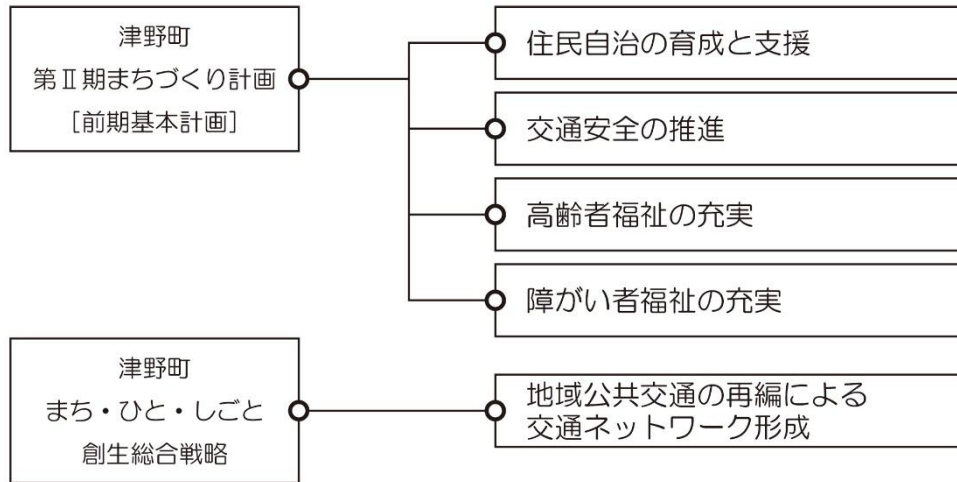 津野町
第Ⅱ期まちづくり計画
［前期基本計画］
住民自治の育成と支援
交通安全の推進
高齢者福祉の充実
障がい者福祉の充実
津野町
まち・ひと・しごと
創生総合戦略
地域公共交通の再編による
交通ネットワーク形成